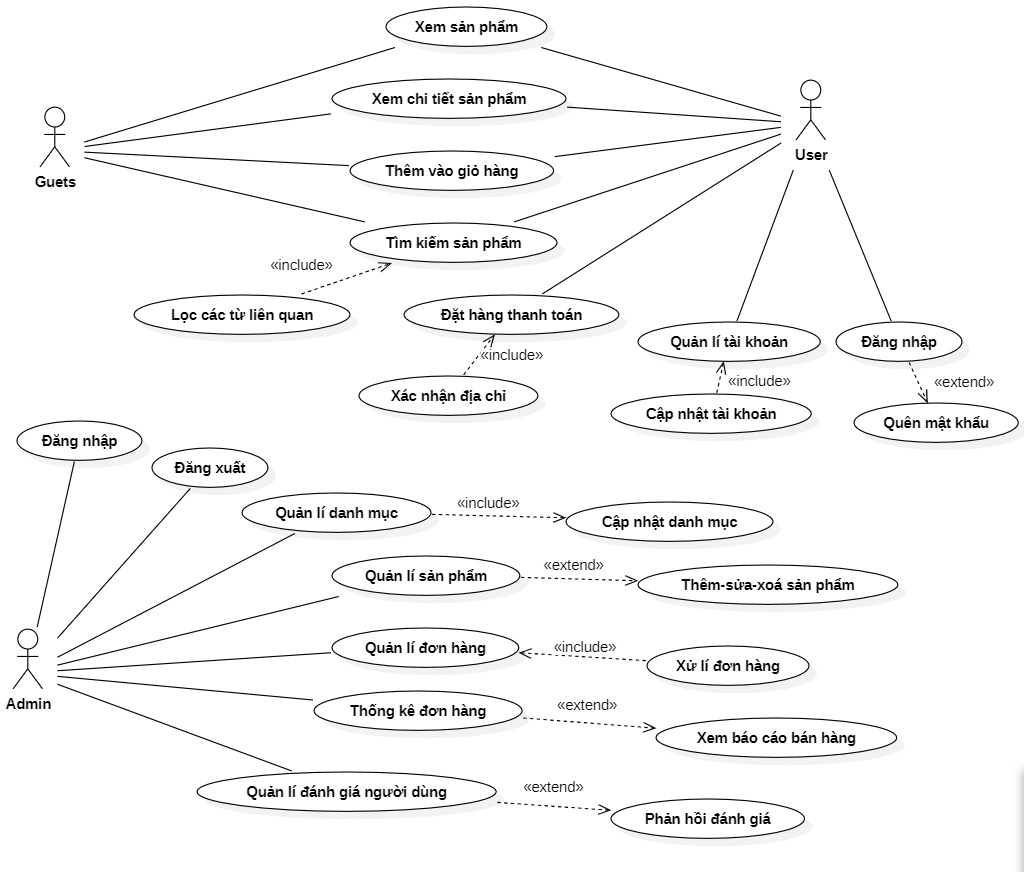 Xem sản phẩm
Xem chi tiết sản phẩm
Guets
User
Thêm vào giỏ hàng
Tìm kiếm sản phẩm
«include»
Lọc các từ liên quan
Đặt hàng thanh toán
«include»
Xác nhận địa chỉ
Quản lí tài khoản
«include»
Cập nhật tài khoản
Đăng nhập
«extend»
Quên mật khẩu
Đăng nhập
Đăng xuất
Quản lí danh mục
«include»
Cập nhật danh mục
Quản lí sản phẩm
«extend»
Thêm-sửa-xoá sản phẩm
Quản lí đơn hàng
«include»
Xử lí đơn hàng
Admin
Thống kê đơn hàng
«extend»
Xem báo cáo bán hàng
Quản lí đánh giá người dùng
«extend»
Phản hồi đánh giá